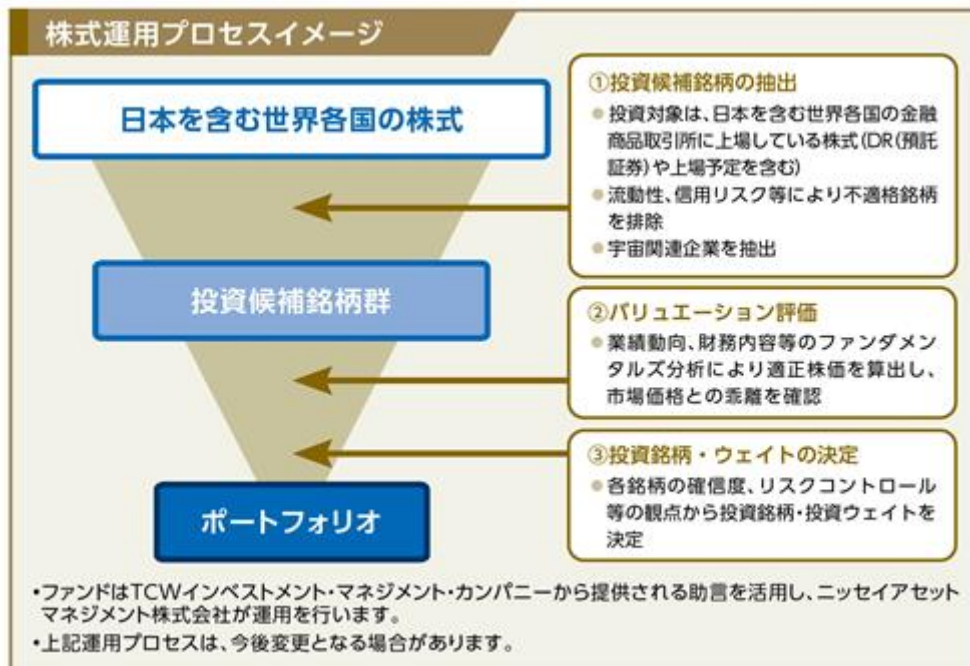 株式運用プロセスイメージ
日本を含む世界各国の株式
①投資候補銘柄の抽出
●投資対象は、日本を含む世界各国の金融
商品取引所に上場している株式(DR(預託
証券)や上場予定を含む)
●流動性、信用リスク等により不適格銘柄
を排除
●宇宙関連企業を抽出
投資候補銘柄群
②バリュエーション評価
●業績動向、財務内容等のファンダメン
タルズ分析により適正株価を算出し、
市場価格との乖離を確認
③投資銘柄・ウェイトの決定
●各銘柄の確信度、リスクコントロール
等の観点から投資銘柄・投資ウェイトを
決定
ポートフォリオ
・ファンドはTCWインベストメント・マネジメント・カンパニーから提供される助言を活用し、ニッセイアセット
マネジメント株式会社が運用を行います。
・上記運用プロセスは、今後変更となる場合があります。